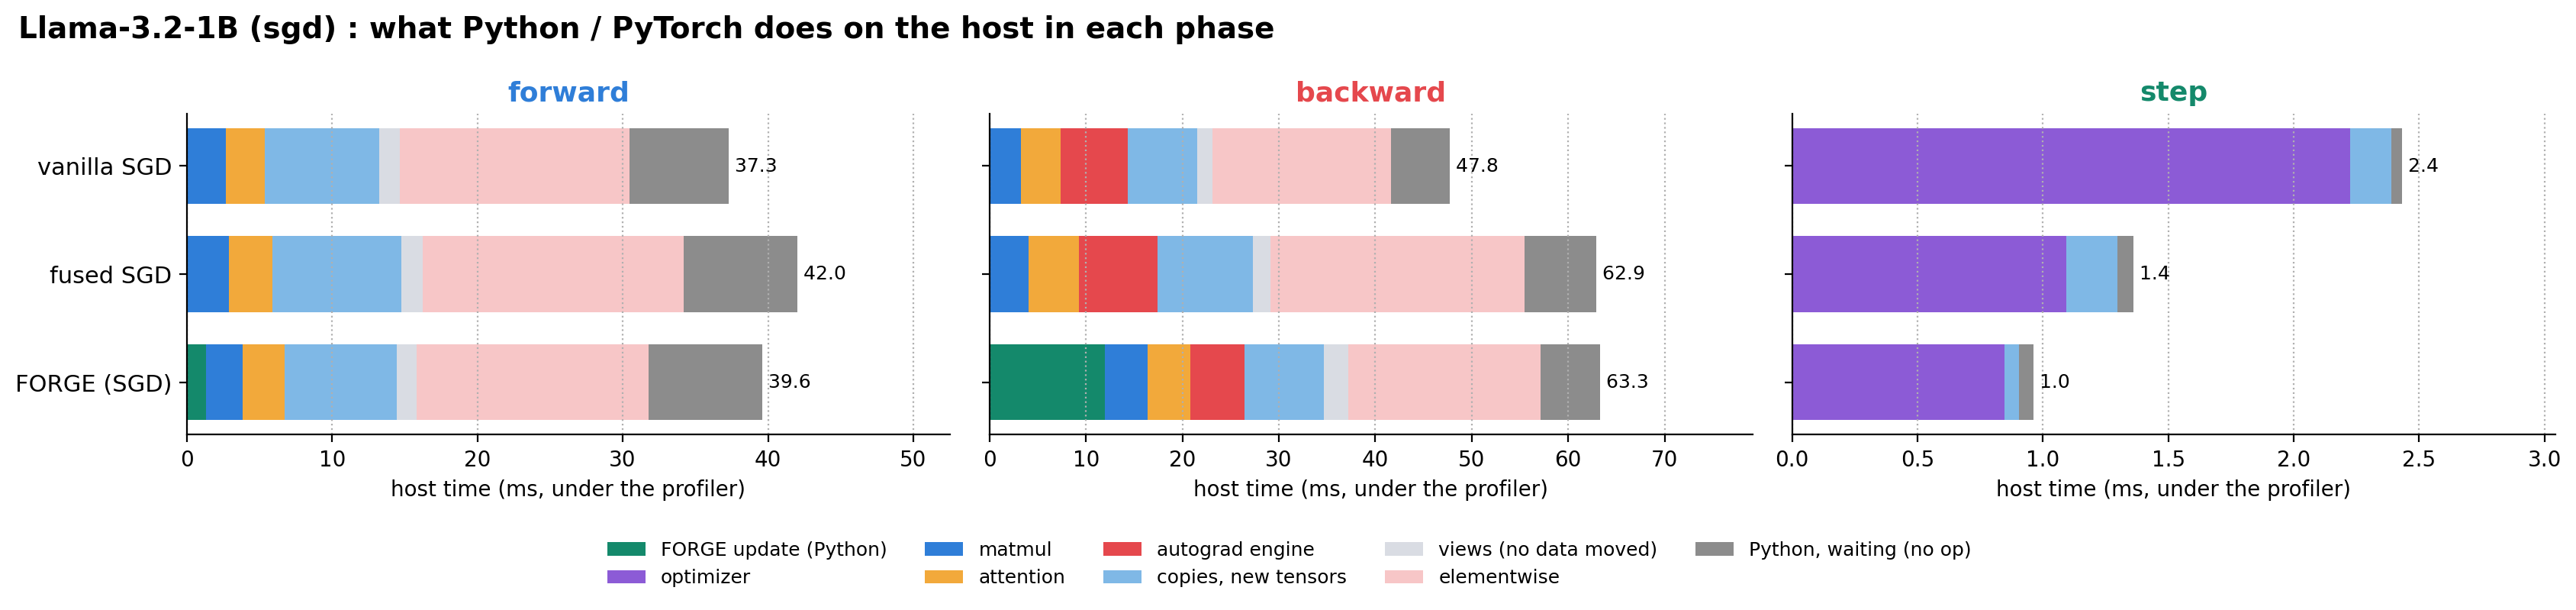 Llama-3.2-1B (sgd) : what Python / PyTorch does on the host in each phase
forward
backward
step
vanilla SGD
37.3
47.8
2.4
fused SGD
42.0
62.9
1.4
FORGE (SGD)
39.6
63.3
1.0
0 10 20 30 40 50
0 10 20 30 40 50 60 70
0.0 0.5 1.0 1.5 2.0 2.5 3.0
host time (ms, under the profiler)
host time (ms, under the profiler)
host time (ms, under the profiler)
FORGE update (Python)
optimizer
matmul
attention
autograd engine
copies, new tensors
views (no data moved)
elementwise
Python, waiting (no op)